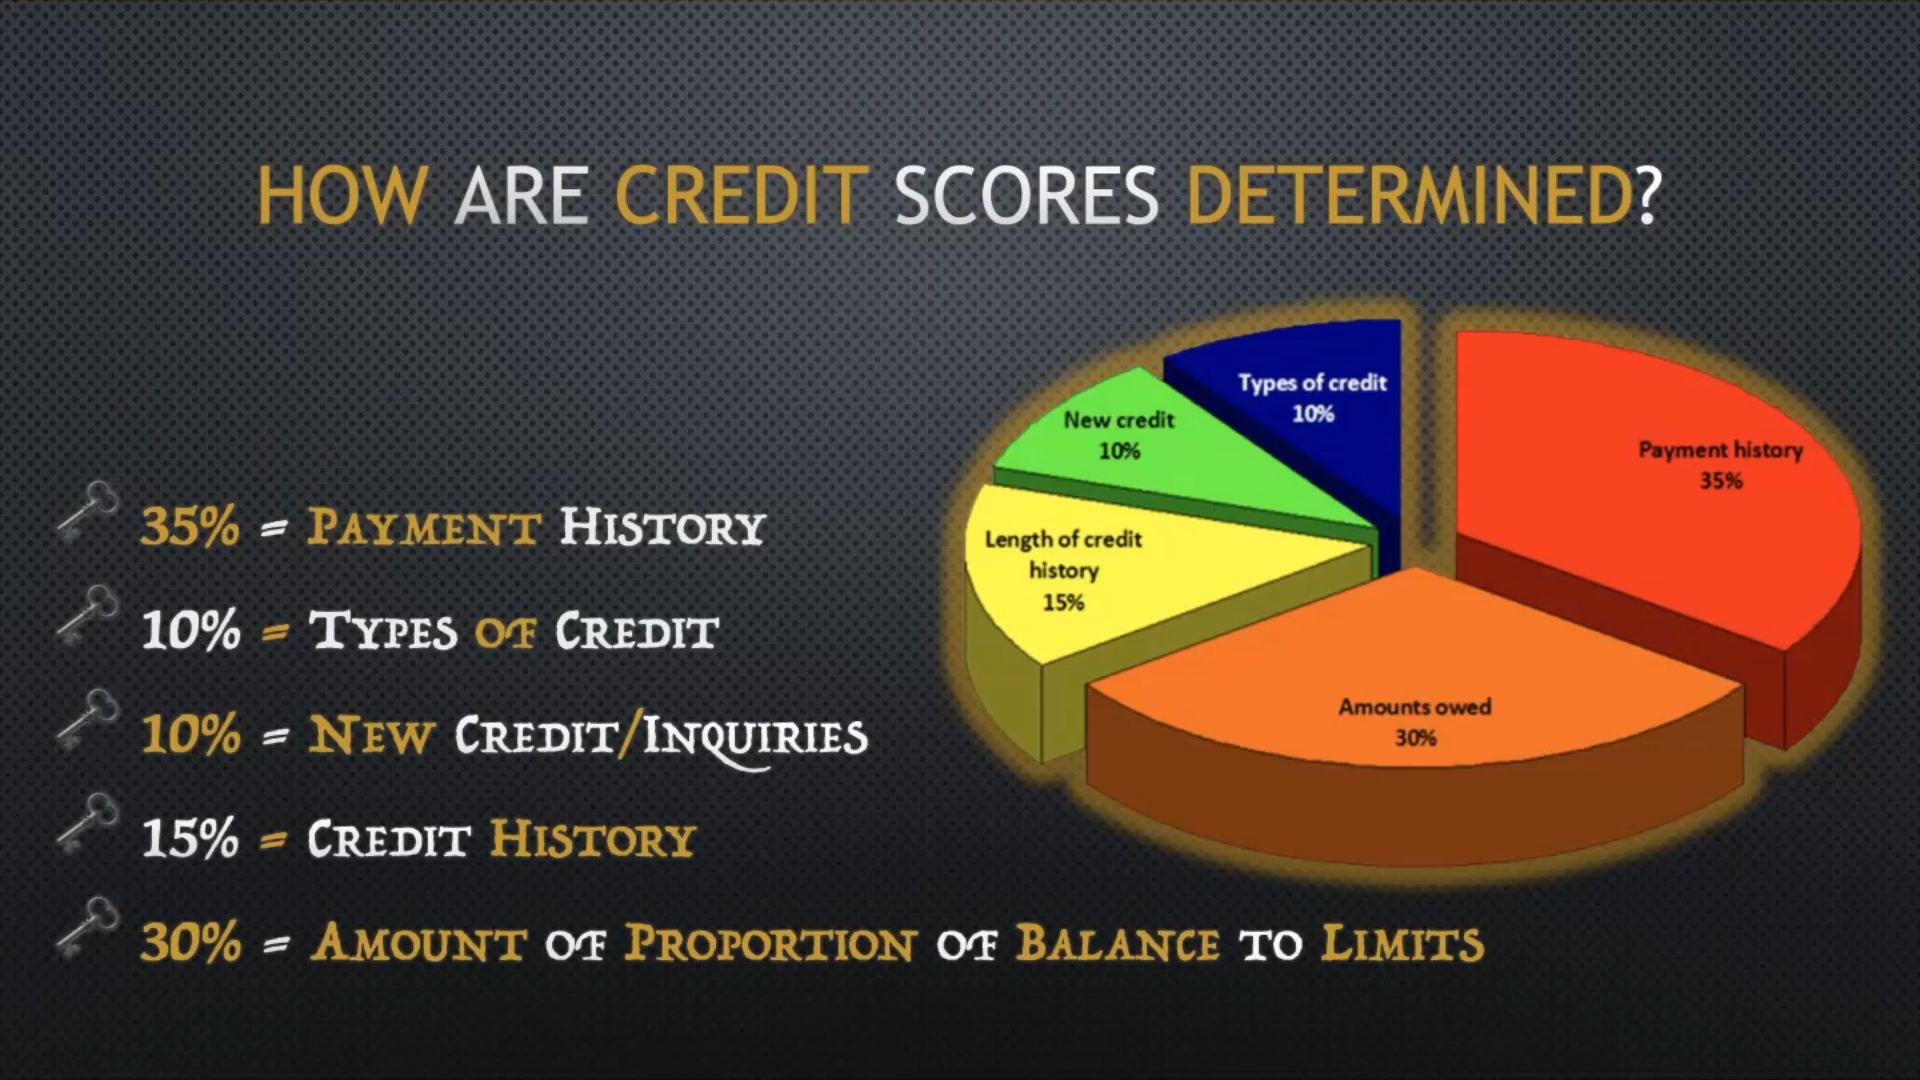 HOW ARE CREDIT SCORES DETERMINED?
35% = Payment History
10% = Types of Credit
10% = New Credit/Inquiries
15% = Credit History
30% = Amount of Proportion of Balance to Limits
Types of credit
10%
New credit
10%
Payment history
35%
Length of credit
history
15%
Amounts owed
30%